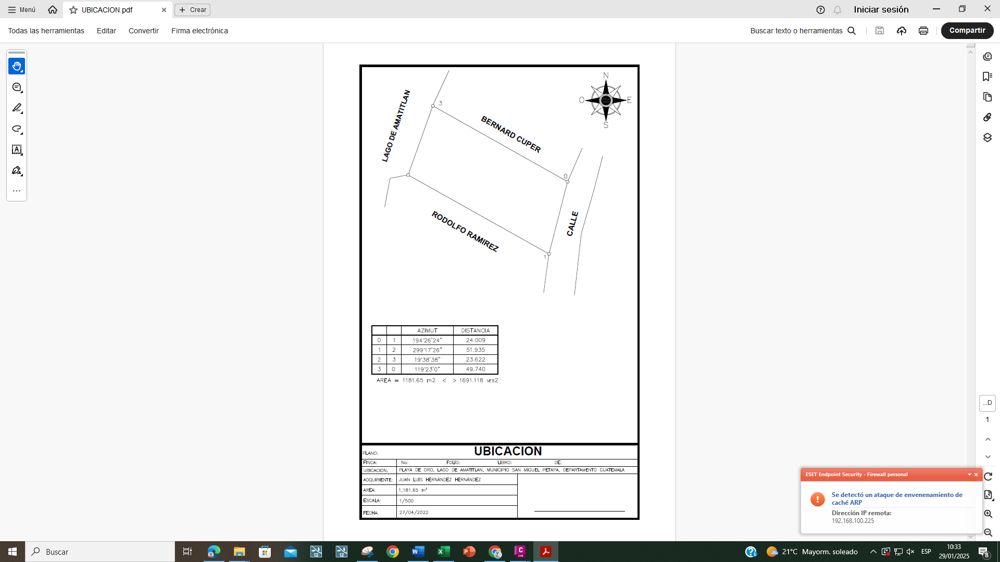 Menú
UBICACION.pdf
Crear
Iniciar sesión
Todas las herramientas
Editar
Convertir
Firma electrónica
Buscar texto o herramientas
Compartir
N
O
E
S
3
LAGO DE AMATITLAN
BERNARD CUPER
0
RODOLFO RAMIREZ
CALLE
1
AZIMUT DISTANCIA
0 1 194°26'24" 24.009
1 2 299°17'26" 51.935
2 3 19°38'38" 23.622
3 0 119°23'0" 49.740
AREA = 1181.65 m2 < > 1691.118 vrs2
PLANO: UBICACION
FINCA: No: FOLIO: LIBRO: DE:
UBICACION: PLAYA DE ORO, LAGO DE AMATITLAN, MUNICIPIO SAN MIGUEL PETAPA, DEPARTAMENTO GUATEMALA
ADQUIRIENTE: JUAN LUIS HERNÁNDEZ HERNÁNDEZ
AREA: 1,181.65 m²
ESCALA: 1/500
FECHA: 27/04/2022
...D
1
ESET Endpoint Security - Firewall personal
Se detectó un ataque de envenenamiento de
caché ARP
Dirección IP remota:
192.168.100.225
Buscar
21°C Mayorm. soleado
ESP
10:33
29/01/2025
8